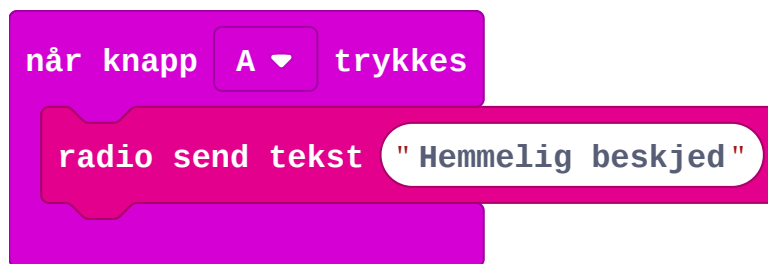 når knapp A trykkes
radio send tekst "Hemmelig beskjed"